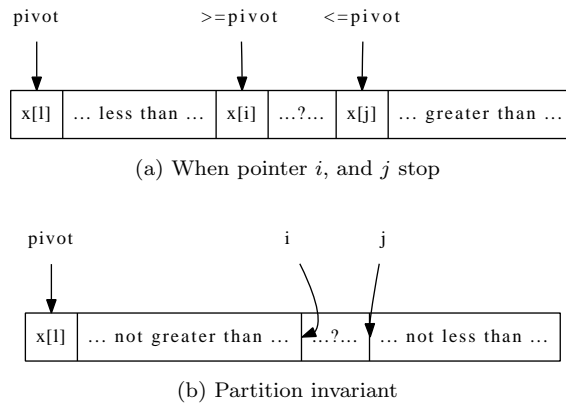 pivot >=pivot <=pivot
x[l] ... less than ... x[i] ...?... x[j] ... greater than ...
(a) When pointer i, and j stop
pivot i j
x[l] ... not greater than ... ...?... ... not less than ...
(b) Partition invariant